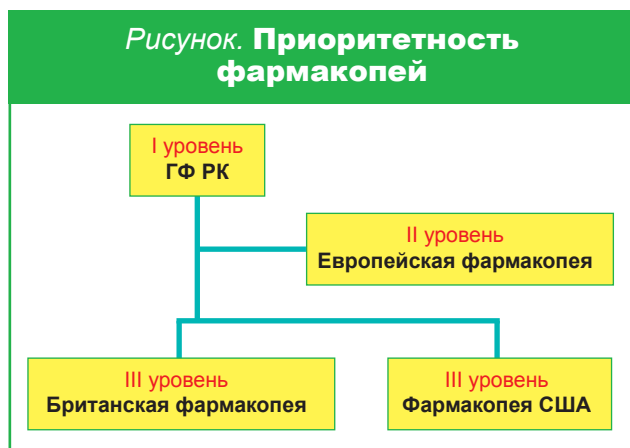 Рисунок. Приоритетность
фармакопей
I уровень
ГФ РК
II уровень
Европейская фармакопея
III уровень
Британская фармакопея
III уровень
Фармакопея США